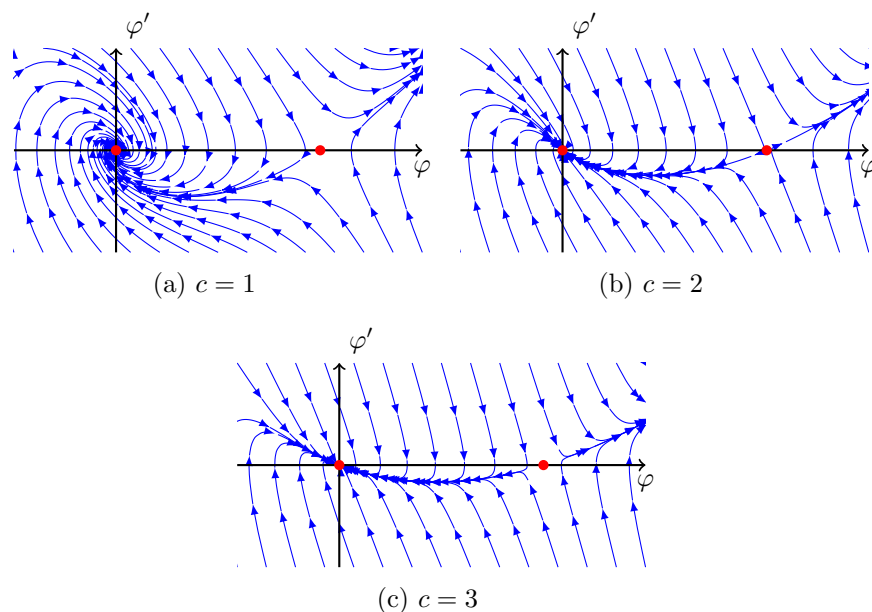 φ′ φ′
φ φ
(a) c = 1 (b) c = 2
φ′
φ
(c) c = 3